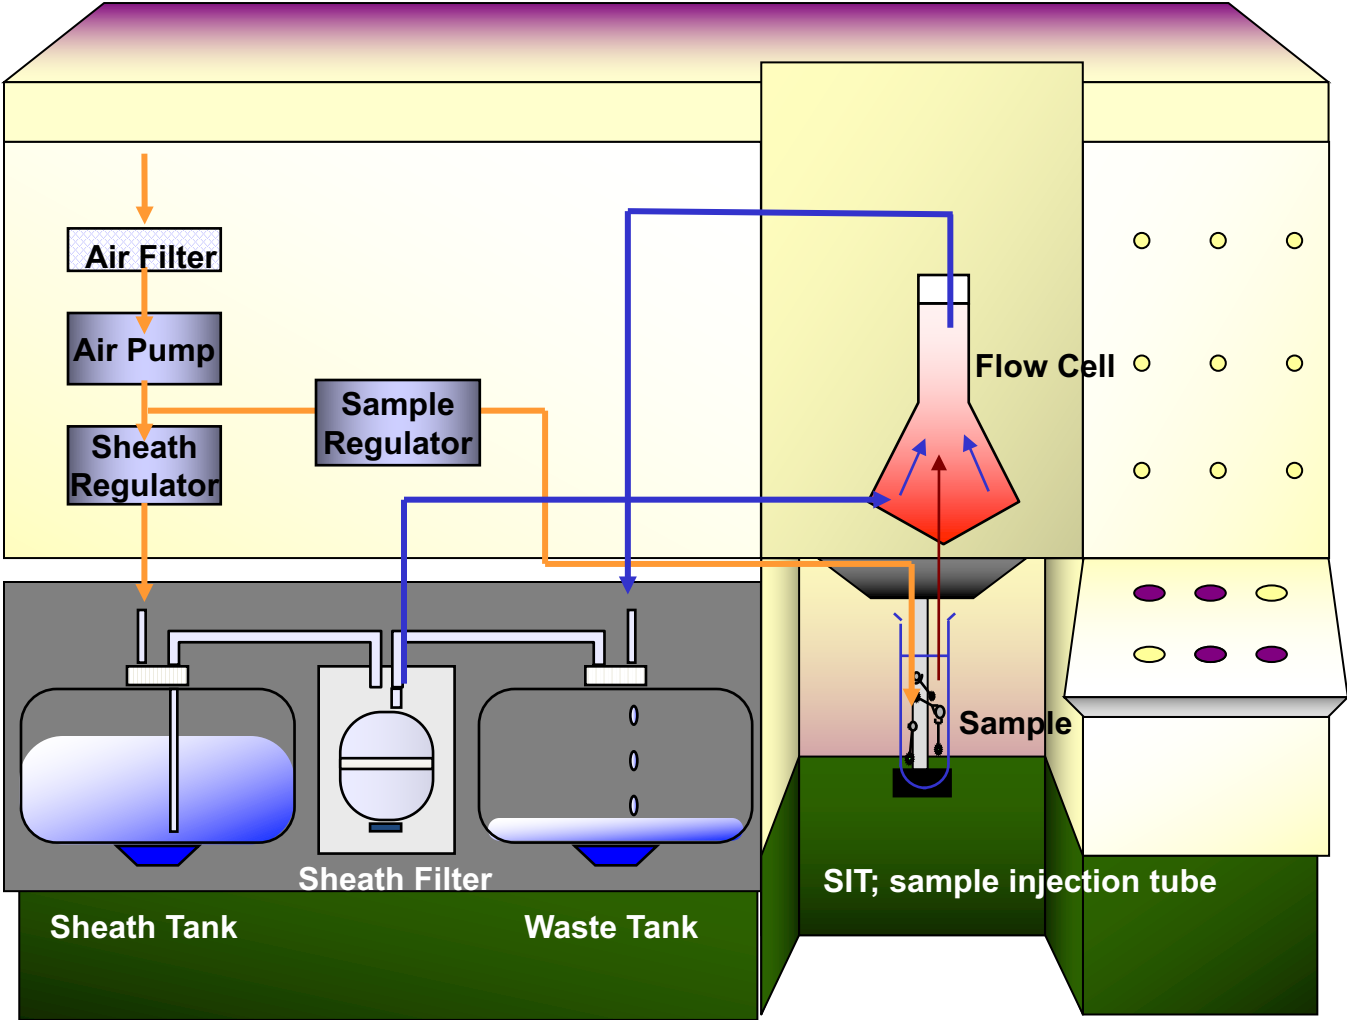 Air Filter
Air Pump
Sheath
Regulator
Sample
Regulator
Flow Cell
Sample
Sheath Filter
SIT; sample injection tube
Sheath Tank
Waste Tank